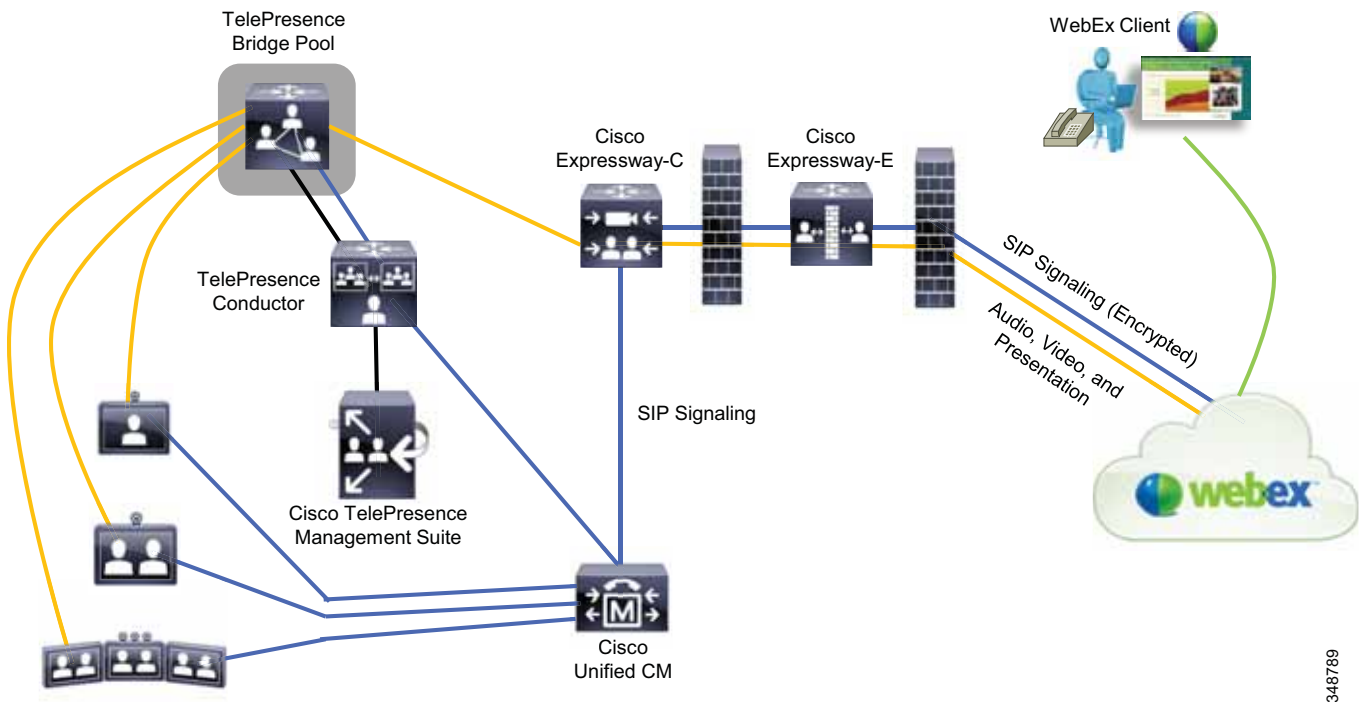 TelePresence
Bridge Pool
WebEx Client
Cisco
Expressway-C
Cisco
Expressway-E
TelePresence
Conductor
SIP Signaling (Encrypted)
Audio, Video, and
Presentation
SIP Signaling
webex
Cisco TelePresence
Management Suite
M
Cisco
Unified CM
348789